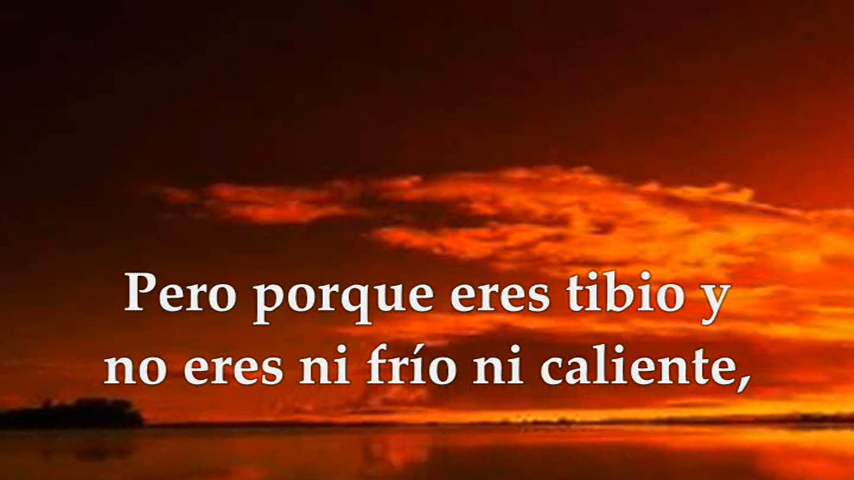 Pero porque eres tibio y
no eres ni frío ni caliente,